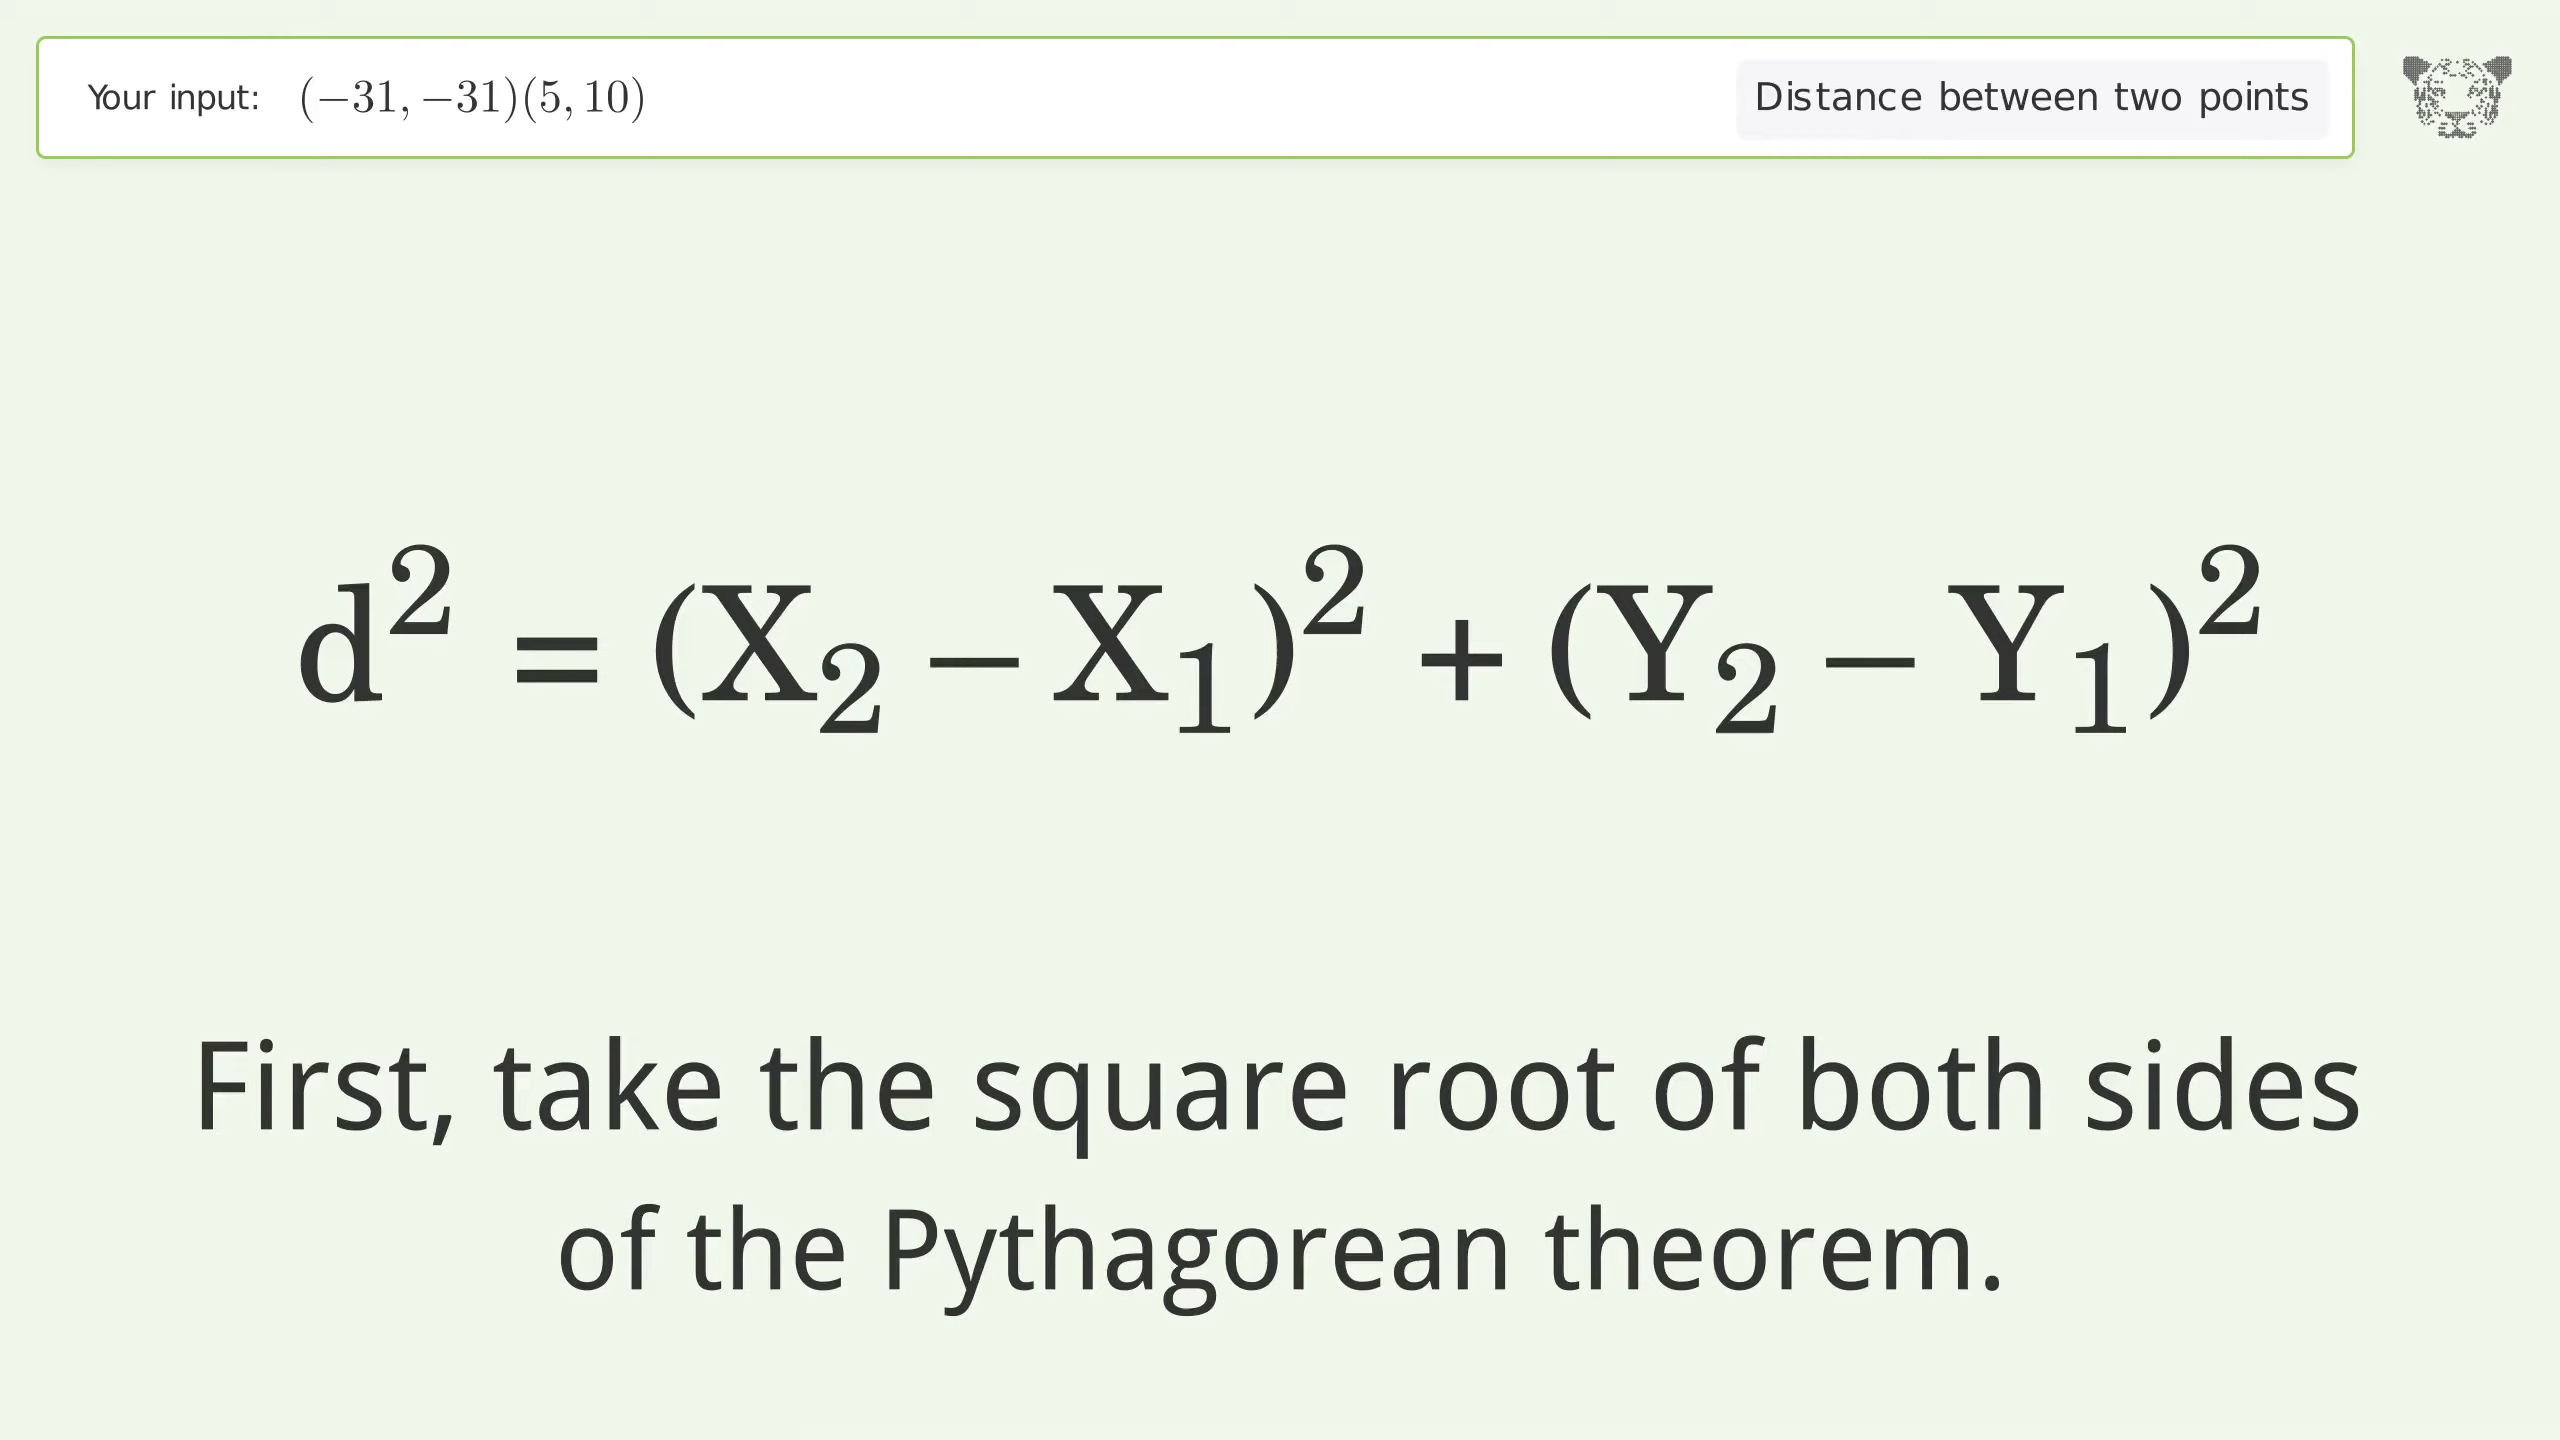 Your input: (−31, −31)(5, 10)
Distance between two points
d² = (X₂ − X₁)² + (Y₂ − Y₁)²
First, take the square root of both sides
of the Pythagorean theorem.